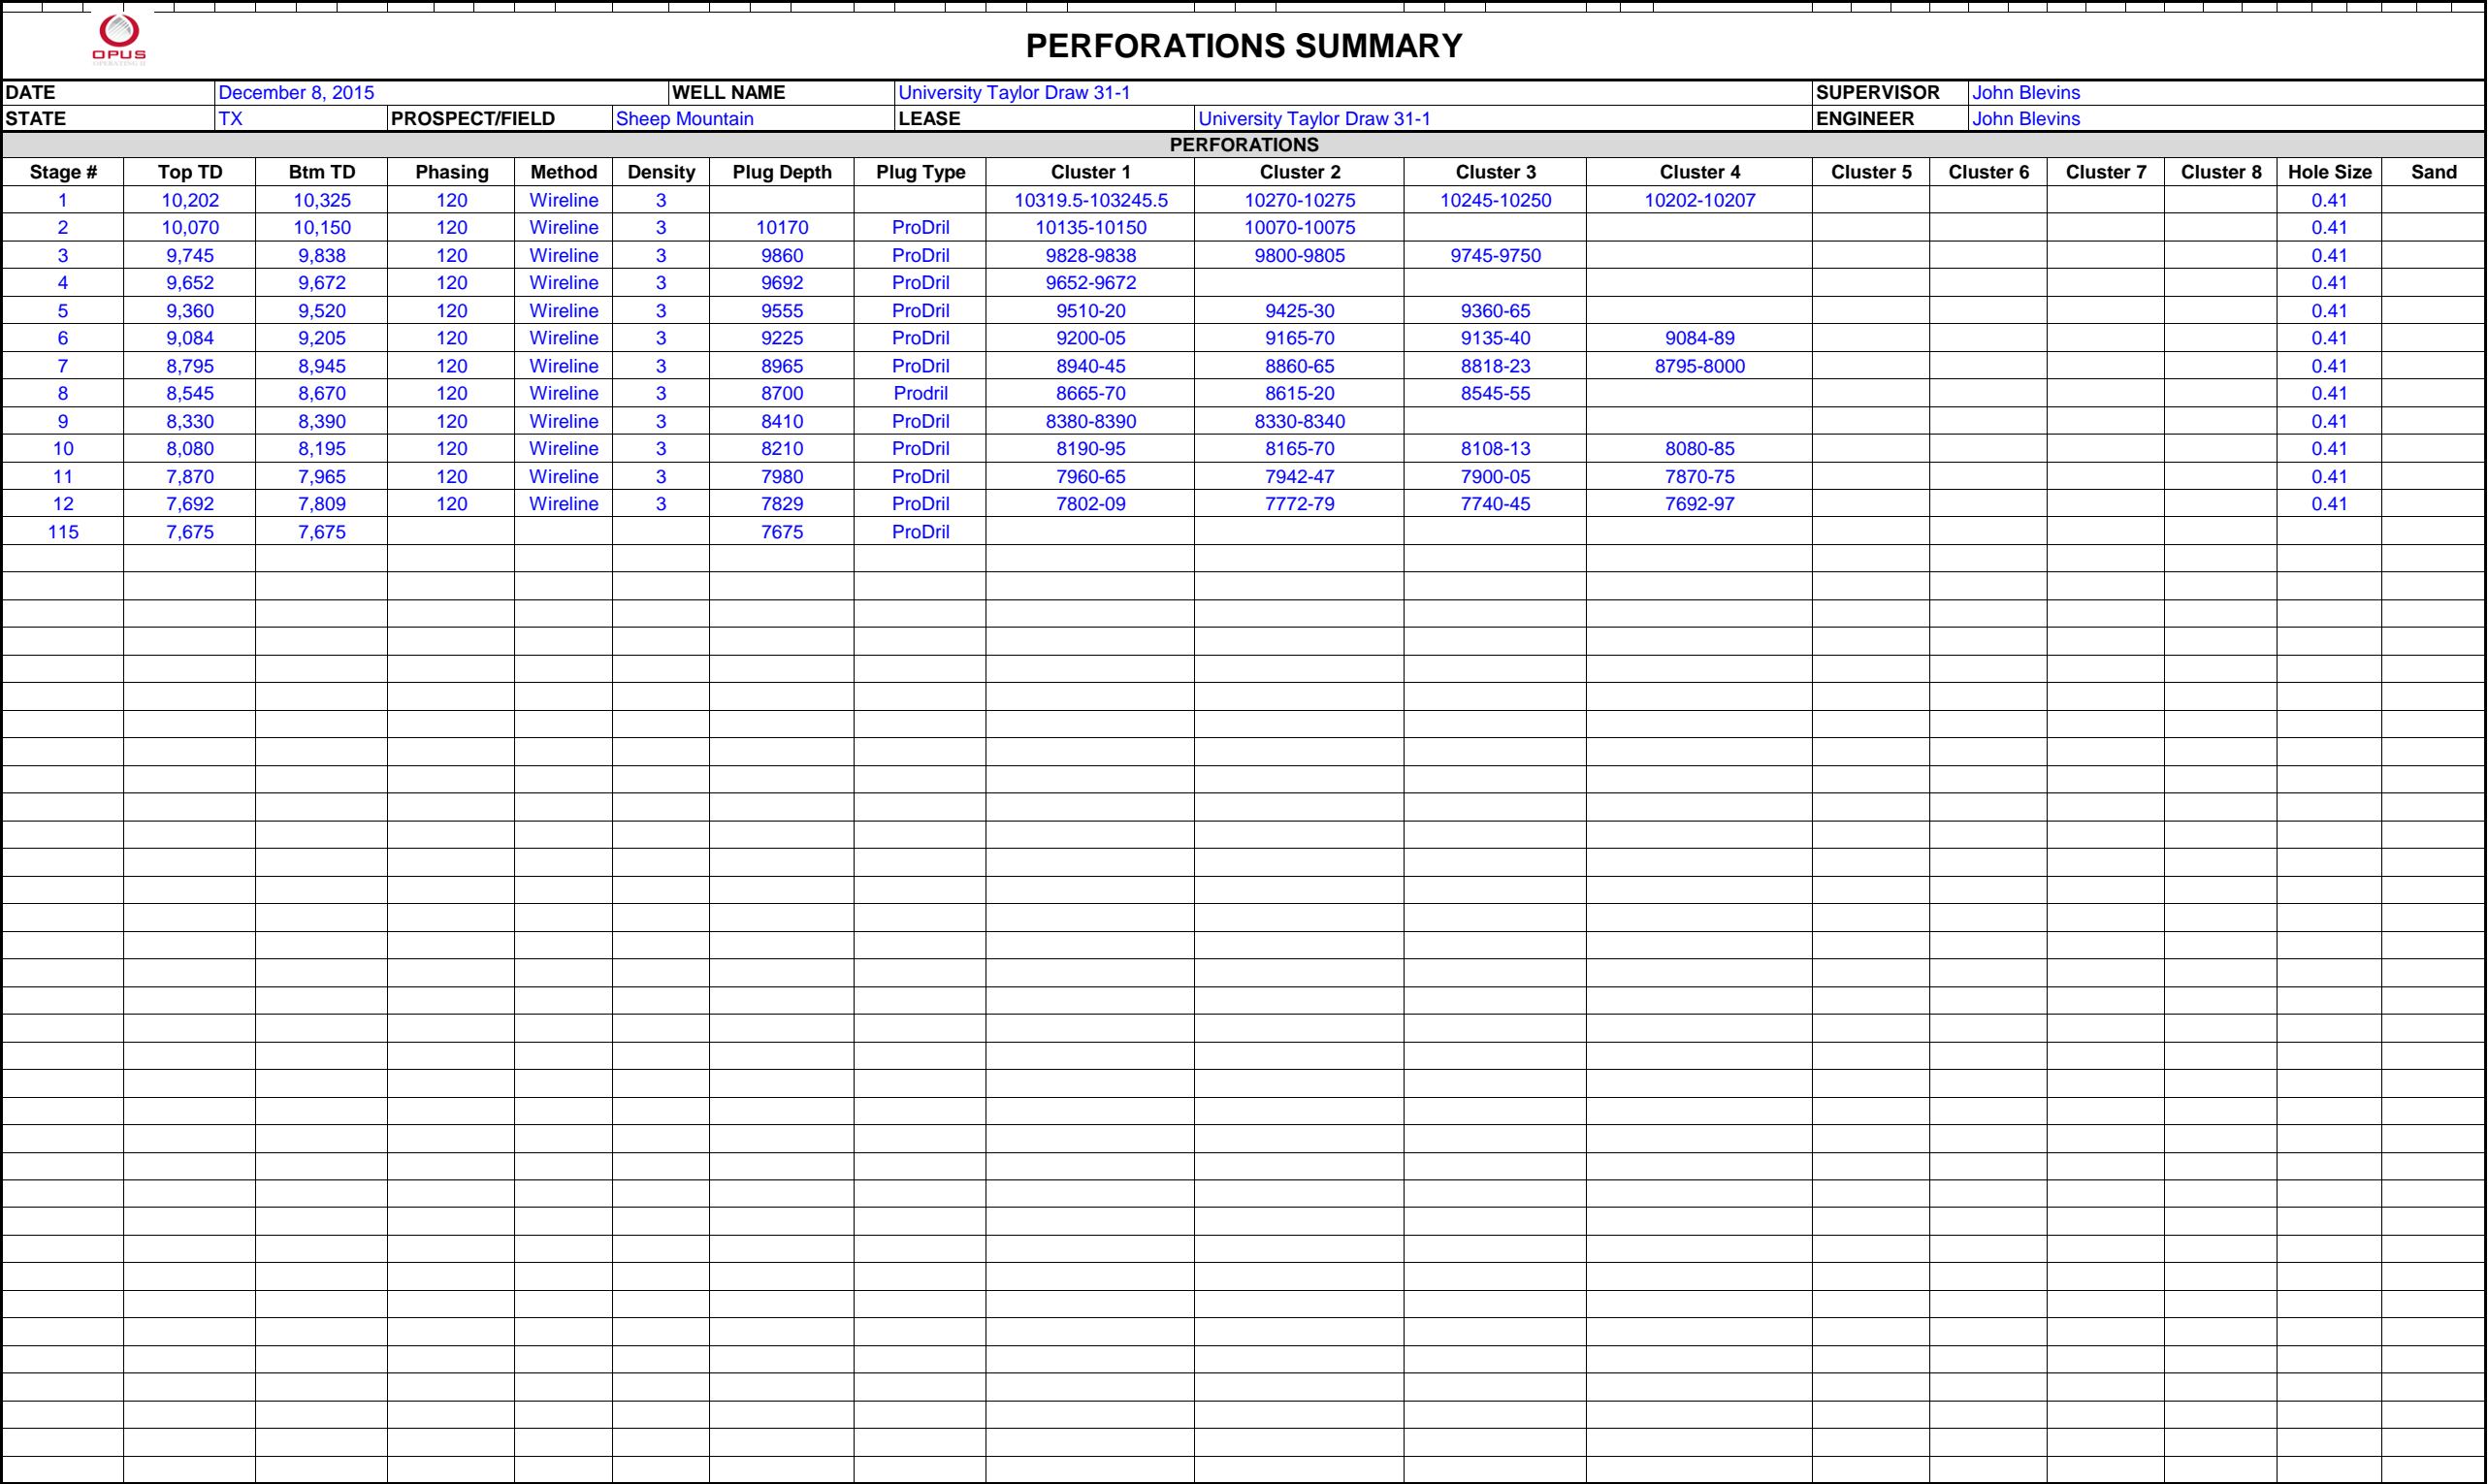 OPUS
OPERATING II
PERFORATIONS SUMMARY
DATE December 8, 2015 WELL NAME University Taylor Draw 31-1 SUPERVISOR John Blevins
STATE TX PROSPECT/FIELD Sheep Mountain LEASE University Taylor Draw 31-1 ENGINEER John Blevins
PERFORATIONS
Stage # Top TD Btm TD Phasing Method Density Plug Depth Plug Type Cluster 1 Cluster 2 Cluster 3 Cluster 4 Cluster 5 Cluster 6 Cluster 7 Cluster 8 Hole Size Sand
1 10,202 10,325 120 Wireline 3 10319.5-103245.5 10270-10275 10245-10250 10202-10207 0.41
2 10,070 10,150 120 Wireline 3 10170 ProDril 10135-10150 10070-10075 0.41
3 9,745 9,838 120 Wireline 3 9860 ProDril 9828-9838 9800-9805 9745-9750 0.41
4 9,652 9,672 120 Wireline 3 9692 ProDril 9652-9672 0.41
5 9,360 9,520 120 Wireline 3 9555 ProDril 9510-20 9425-30 9360-65 0.41
6 9,084 9,205 120 Wireline 3 9225 ProDril 9200-05 9165-70 9135-40 9084-89 0.41
7 8,795 8,945 120 Wireline 3 8965 ProDril 8940-45 8860-65 8818-23 8795-8000 0.41
8 8,545 8,670 120 Wireline 3 8700 Prodril 8665-70 8615-20 8545-55 0.41
9 8,330 8,390 120 Wireline 3 8410 ProDril 8380-8390 8330-8340 0.41
10 8,080 8,195 120 Wireline 3 8210 ProDril 8190-95 8165-70 8108-13 8080-85 0.41
11 7,870 7,965 120 Wireline 3 7980 ProDril 7960-65 7942-47 7900-05 7870-75 0.41
12 7,692 7,809 120 Wireline 3 7829 ProDril 7802-09 7772-79 7740-45 7692-97 0.41
115 7,675 7,675 7675 ProDril